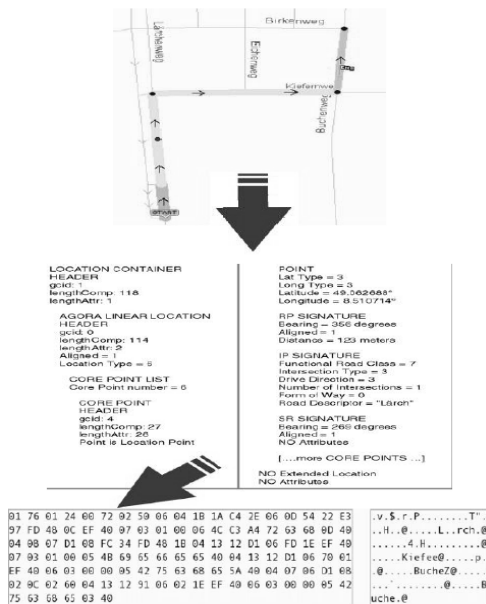 Birkenweg
Lärchenweg
Eichenweg
Kiefernw
Buchenweg
START
LOCATION CONTAINER
HEADER
gcid: 1
lengthComp: 118
lengthAttr: 1
AGORA LINEAR LOCATION
HEADER
gcid: 0
lengthComp: 114
lengthAttr: 2
Aligned = 1
Location Type = 5
CORE POINT LIST
Core Point number = 6
CORE POINT
HEADER
gcid: 4
lengthComp: 27
lengthAttr: 26
Point is Location Point
POINT
Lat Type = 3
Long Type = 3
Latitude = 49.362688°
Longitude = 8.510714°
RP SIGNATURE
Bearing = 356 degrees
Aligned = 1
Distance = 123 meters
IP SIGNATURE
Functional Road Class = 7
Intersection Type = 3
Drive Direction = 3
Number of Intersections = 1
Form of Way = 0
Road Descriptor = "Lärch"
SR SIGNATURE
Bearing = 268 degrees
Aligned = 1
NO Attributes
[....more CORE POINTS ...]
NO Extended Location
NO Attributes
01 76 01 24 00 72 02 50 06 04 1B 1A C4 2E 06 0D 54 22 E3
97 FD 48 0C EF 40 07 03 01 00 06 4C C3 A4 72 63 68 0D 40
04 08 07 D1 08 FC 34 FD 48 1B 04 13 12 D1 06 FD 1E EF 40
07 03 01 00 05 4B 69 65 66 65 65 40 04 13 12 D1 06 70 01
EF 40 06 03 00 00 05 42 75 63 68 65 5A 40 04 07 06 D1 08
02 0C 02 60 04 13 12 91 06 02 1E EF 40 06 03 00 00 05 42
75 63 68 65 03 40
.v.$.r.P........T".
..H..@.....L..rch.@
......4.H.........@
.....Kiefee@.....p.
.@......BucheZ@.....
...`.........@.....B
uche.@